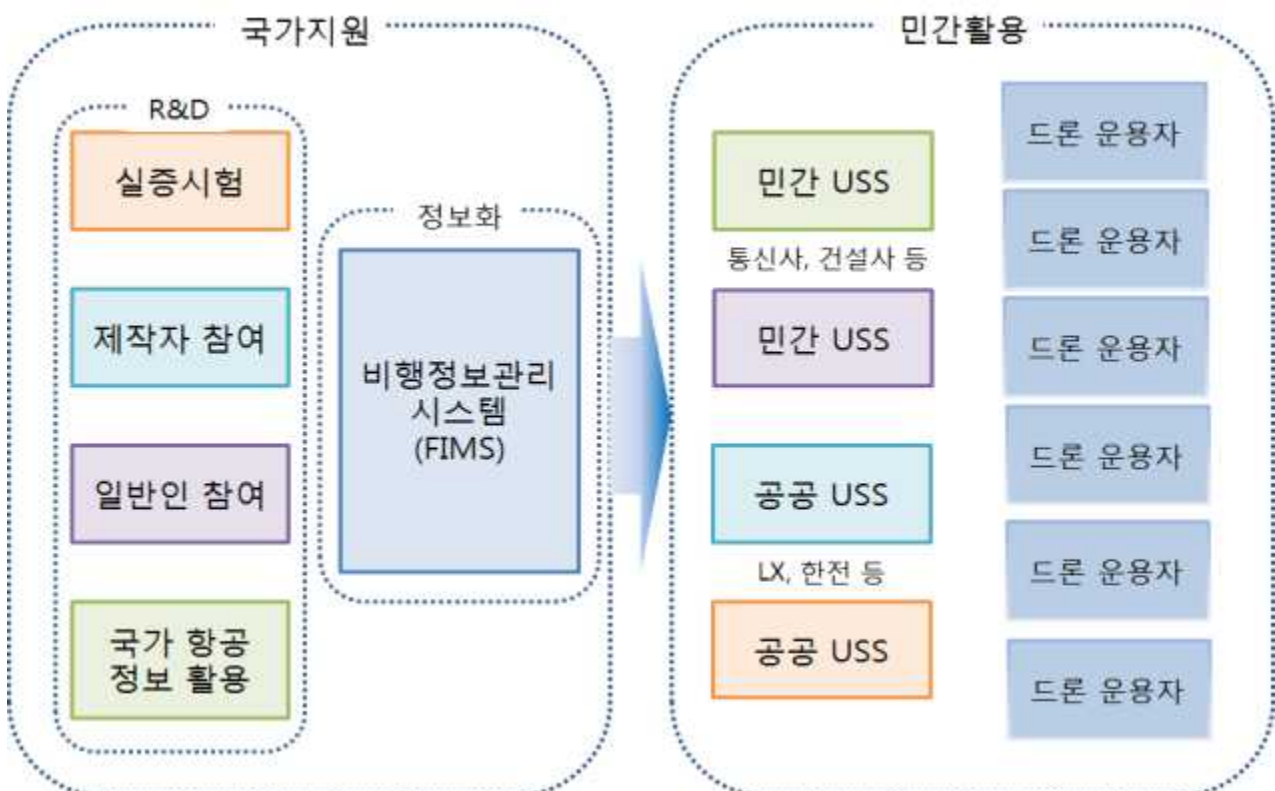 국가지원
R&D
실증시험
제작자 참여
일반인 참여
국가 항공
정보 활용
정보화
비행정보관리
시스템
(FIMS)
민간활용
민간 USS
통신사, 건설사 등
민간 USS
공공 USS
LX, 한전 등
공공 USS
드론 운용자
드론 운용자
드론 운용자
드론 운용자
드론 운용자
드론 운용자